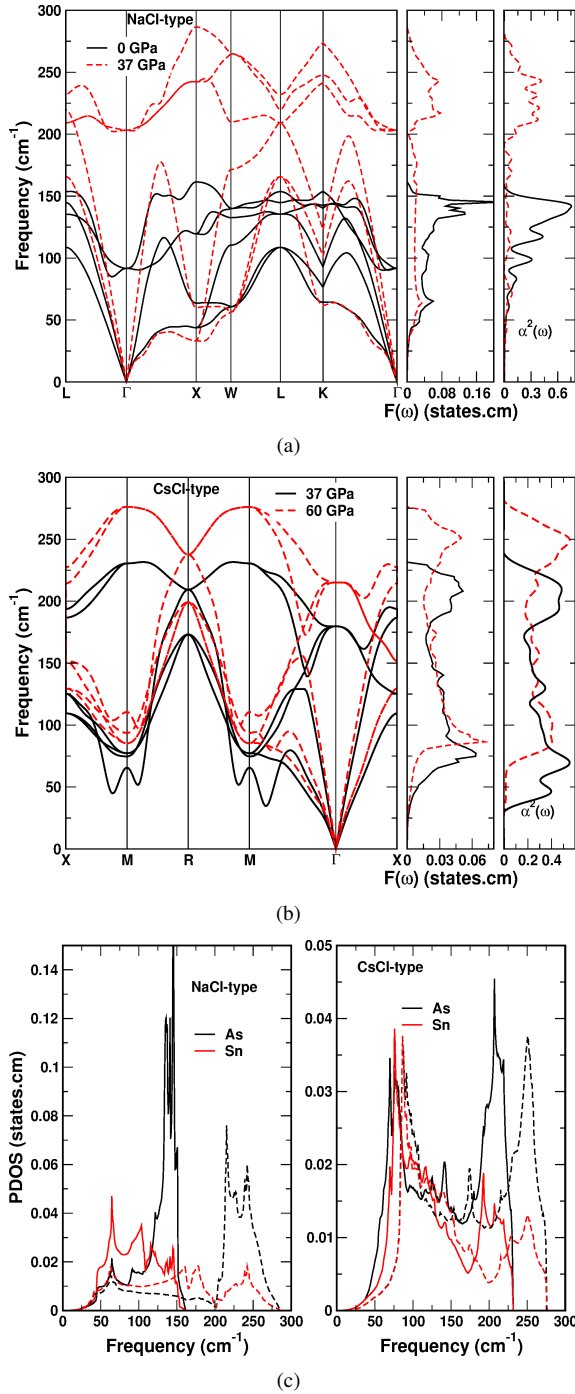 NaCl-type
0 GPa
37 GPa
Frequency (cm⁻¹)
300
250
200
150
100
50
0
L Γ X W L K Γ
0 0.08 0.16
0 0.3 0.6
α²(ω)
F(ω) (states.cm)
(a)
CsCl-type
37 GPa
60 GPa
Frequency (cm⁻¹)
300
250
200
150
100
50
0
X M R M Γ X
0 0.03 0.06
0.2 0.4
α²(ω)
F(ω) (states.cm)
(b)
NaCl-type
As
Sn
PDOS (states.cm)
0.14
0.12
0.1
0.08
0.06
0.04
0.02
0
0 50 100 150 200 250 300
Frequency (cm⁻¹)
CsCl-type
As
Sn
0.05
0.04
0.03
0.02
0.01
0
0 50 100 150 200 250 300
Frequency (cm⁻¹)
(c)